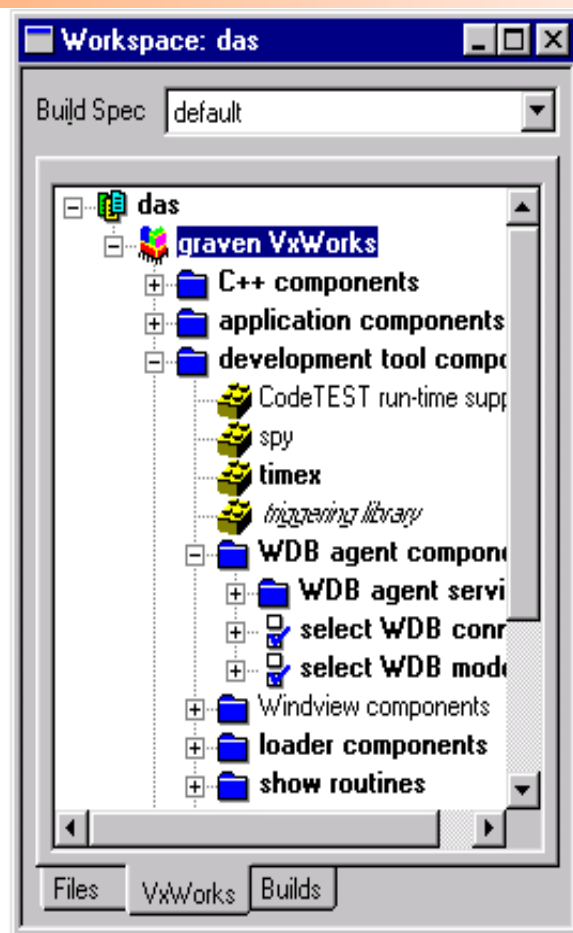 Workspace: das
Build Spec default
das
graven VxWorks
C++ components
application components
development tool compo
CodeTEST run-time supp
spy
timex
triggering library
WDB agent compone
WDB agent servi
select WDB conr
select WDB mode
Windview components
loader components
show routines
Files VxWorks Builds